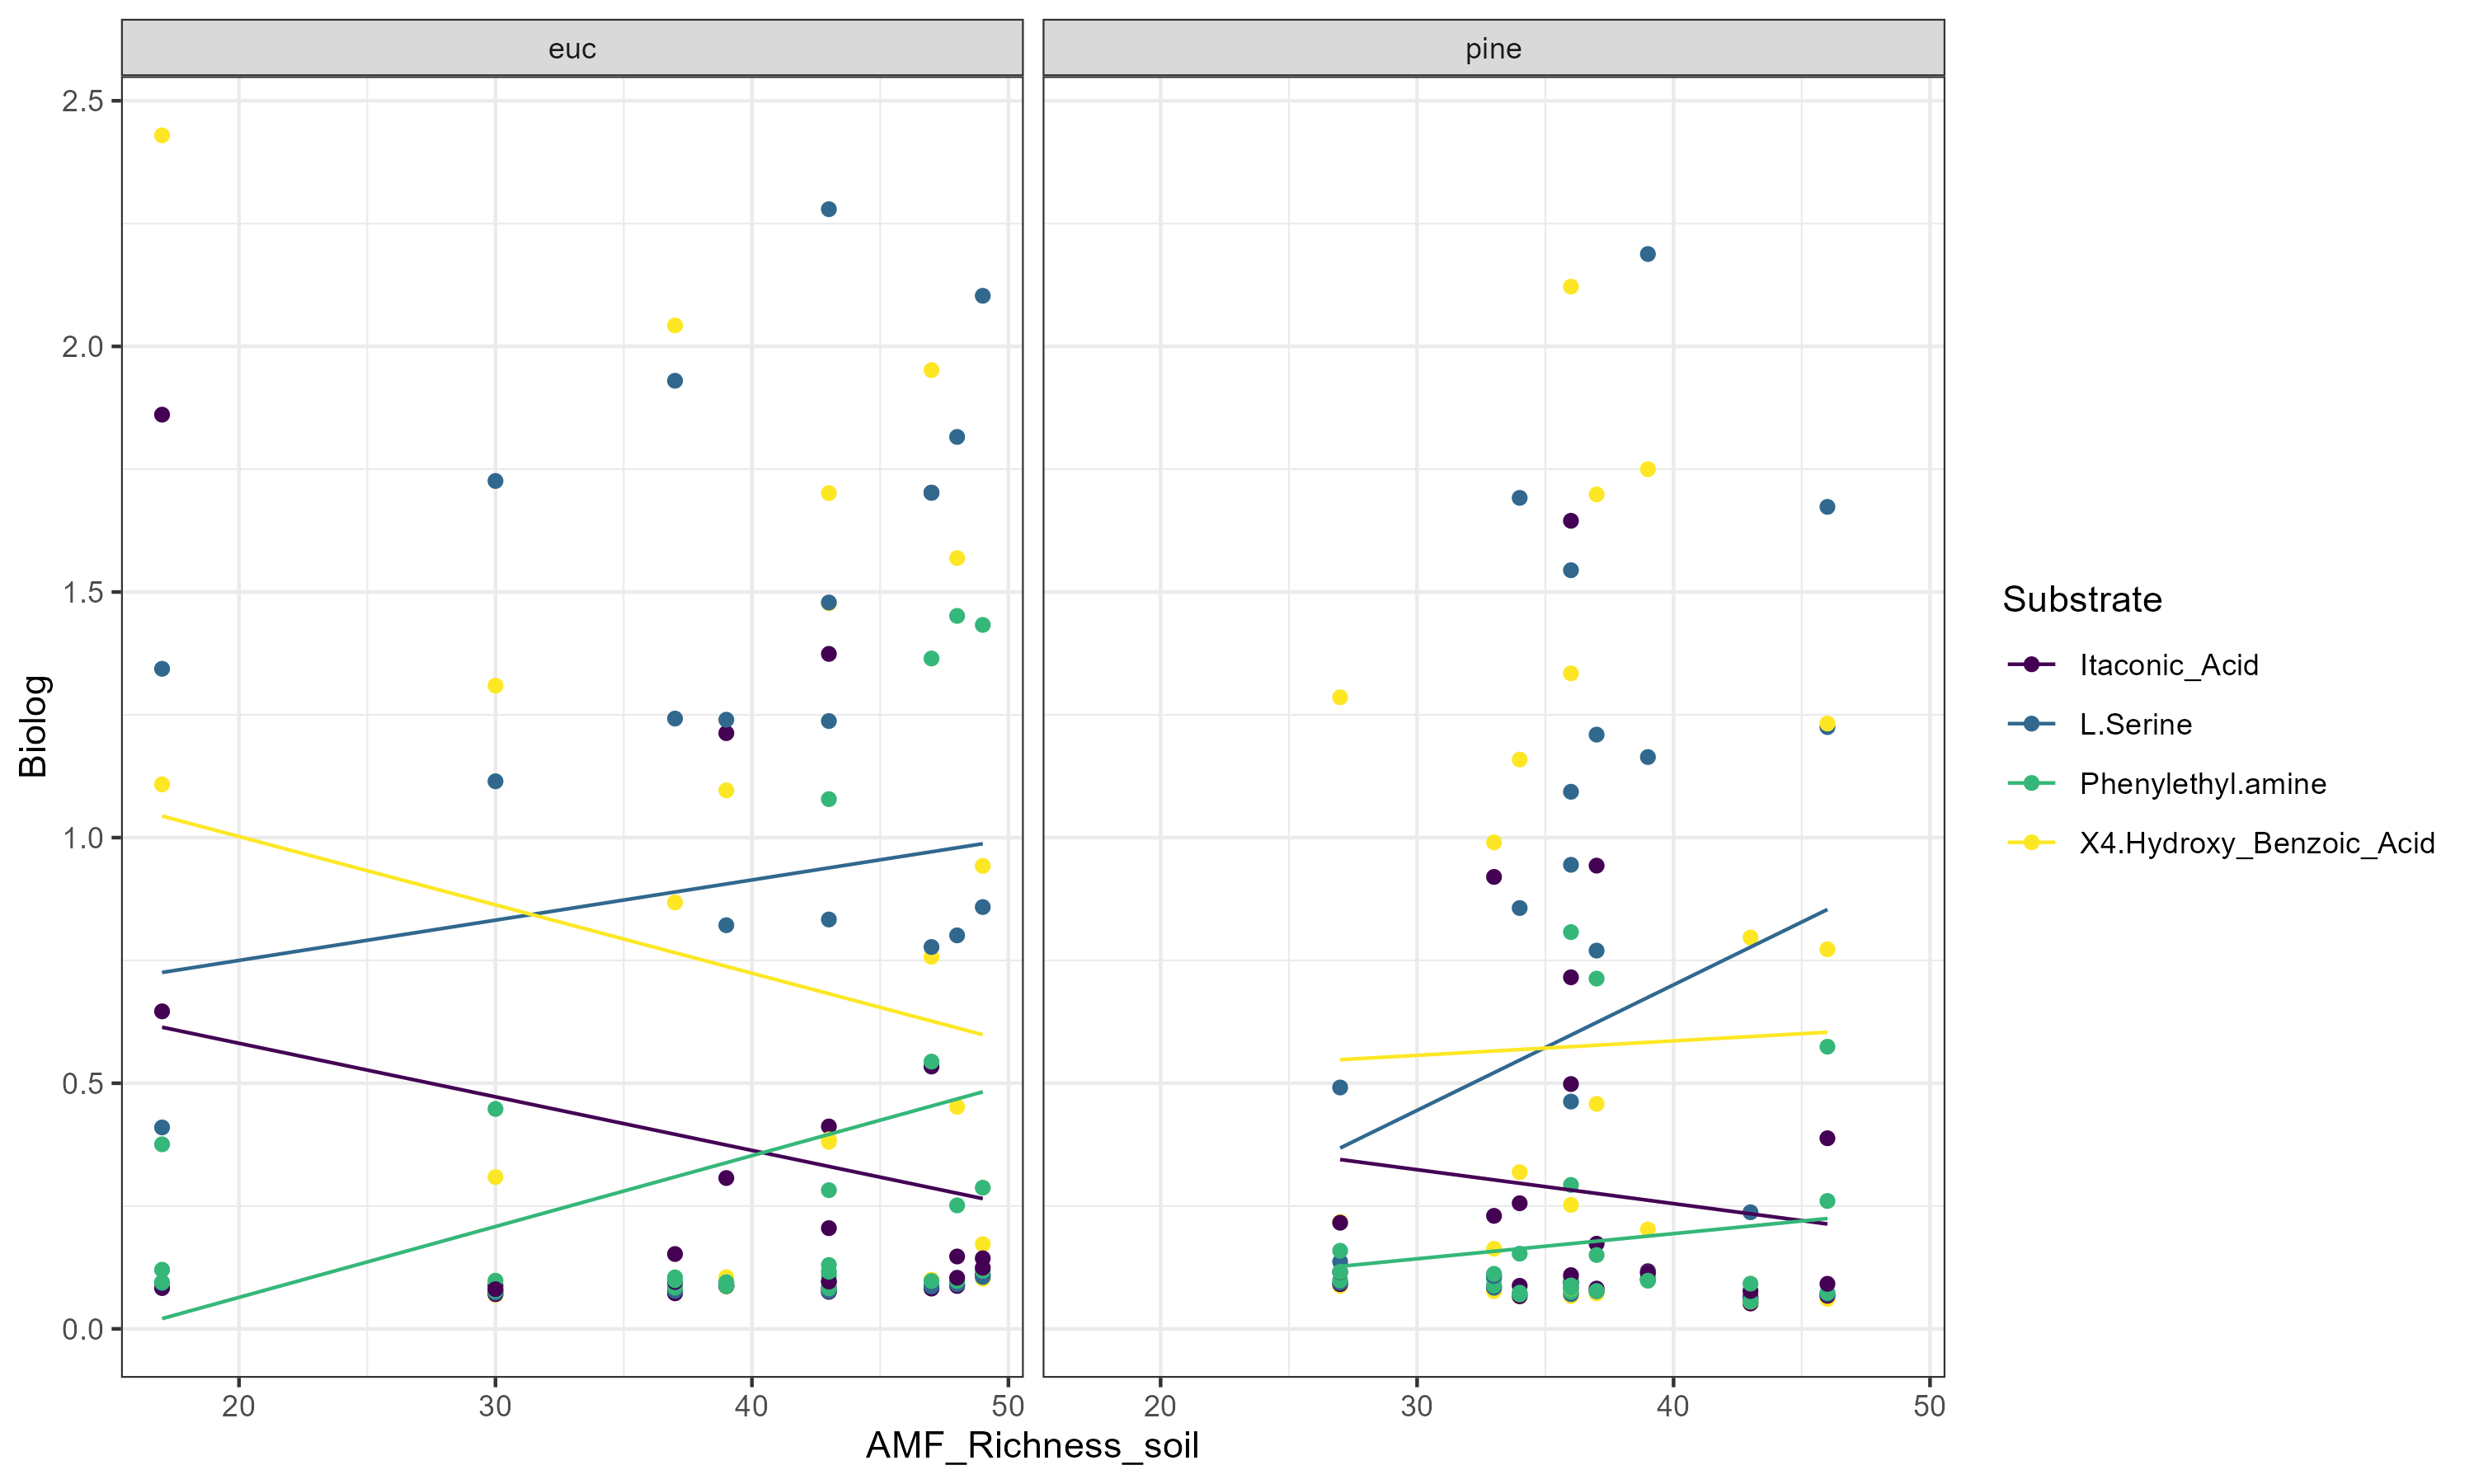 euc
pine
2.5
2.0
1.5
1.0
0.5
0.0
Biolog
20
30
40
50
20
30
40
50
AMF_Richness_soil
Substrate
Itaconic_Acid
L.Serine
Phenylethyl.amine
X4.Hydroxy_Benzoic_Acid